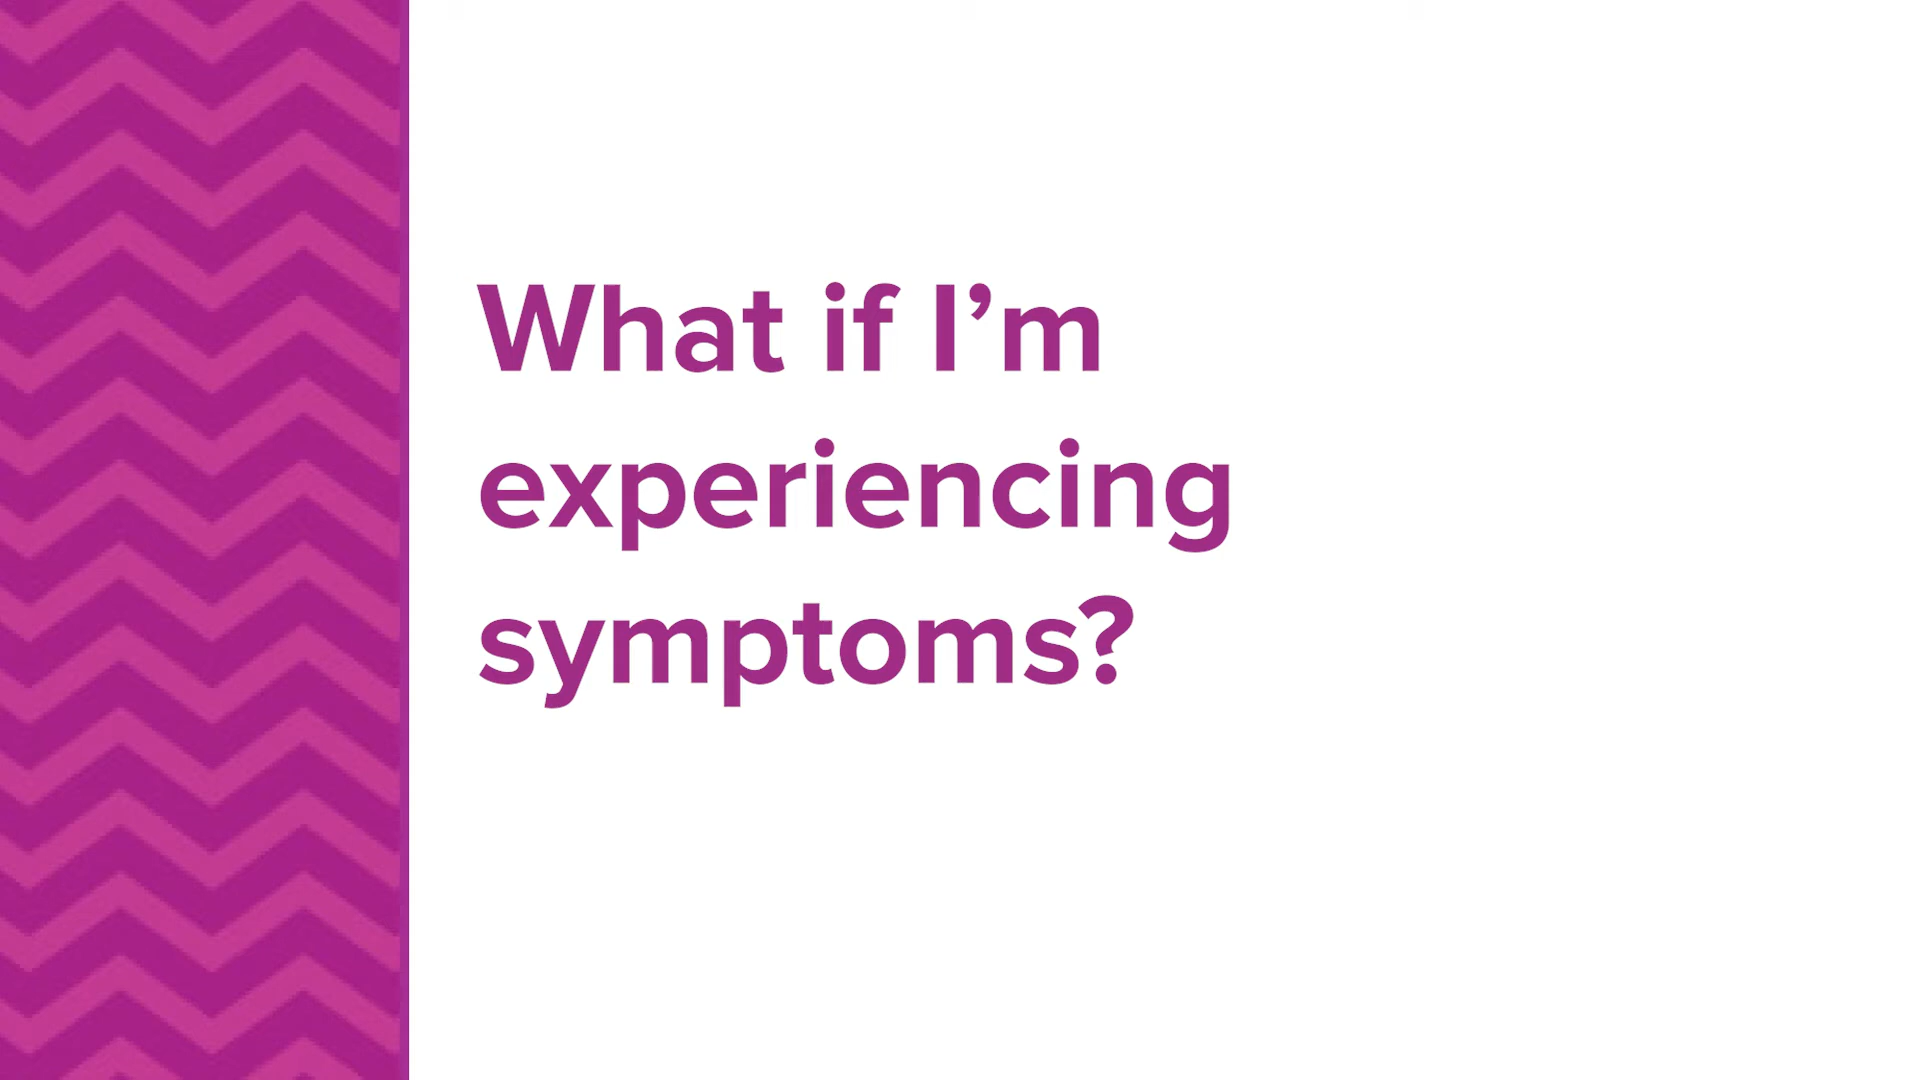 What if I’m
experiencing
symptoms?